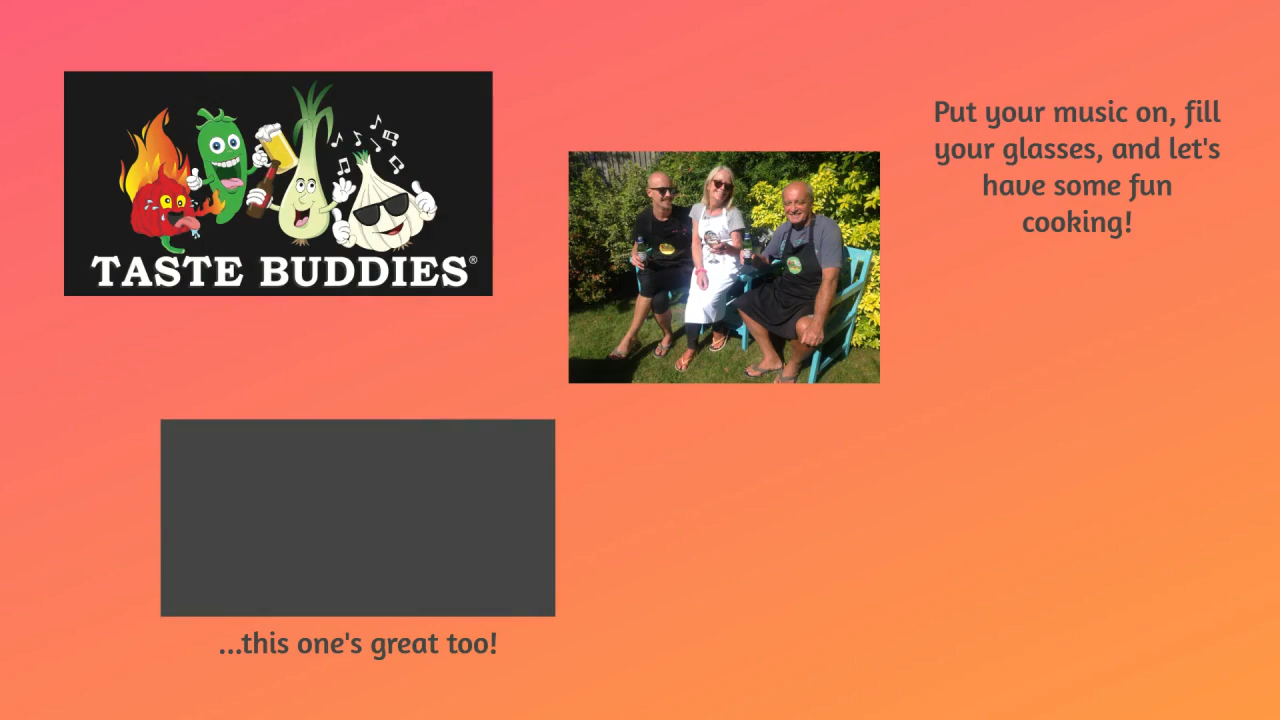 TASTE BUDDIES®
Put your music on, fill
your glasses, and let's
have some fun
cooking!
...this one's great too!